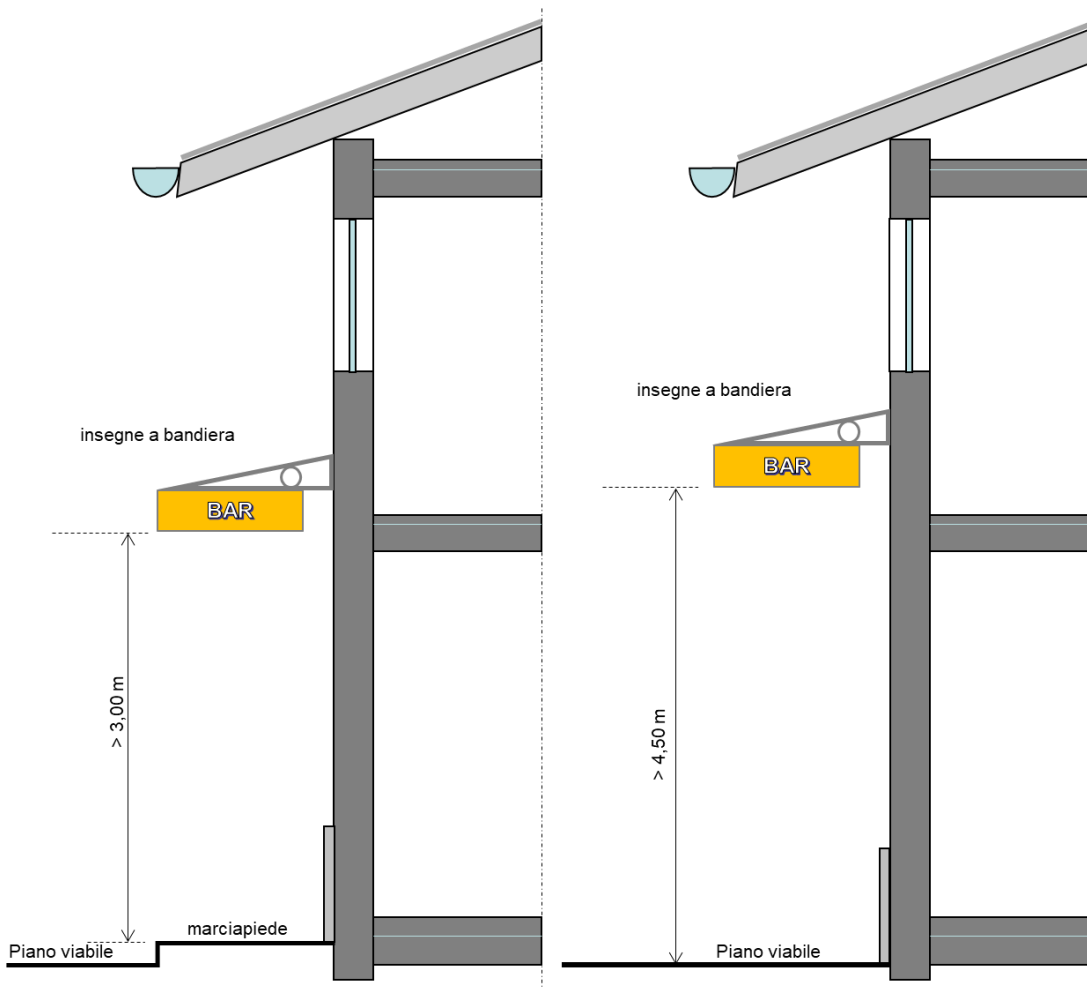 insegne a bandiera
BAR
> 3,00 m
marciapiede
Piano viabile
insegne a bandiera
BAR
> 4,50 m
Piano viabile